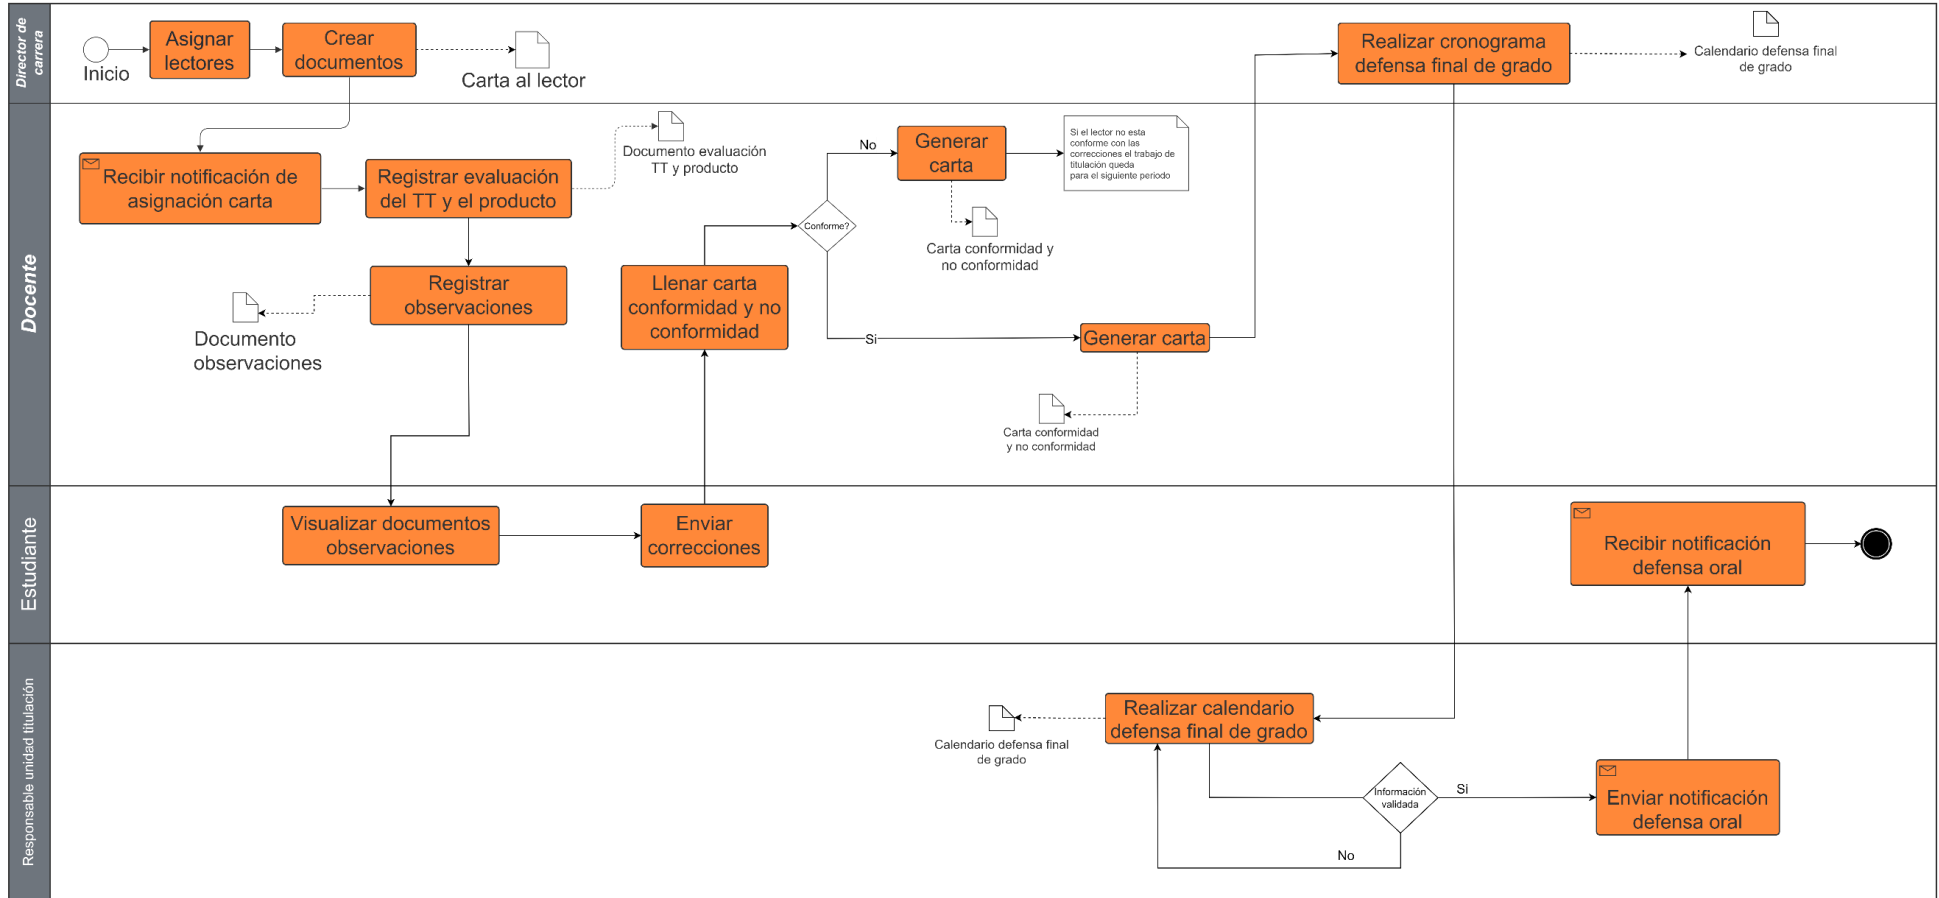 Director de
carrera
Inicio
Asignar
lectores
Crear
documentos
Carta al lector
Realizar cronograma
defensa final de grado
Calendario defensa final
de grado
Docente
Recibir notificación de
asignación carta
Registrar evaluación
del TT y el producto
Documento evaluación
TT y producto
Registrar
observaciones
Documento
observaciones
Llenar carta
conformidad y no
conformidad
Conforme?
No
Generar
carta
Si el lector no esta
conforme con las
correcciones el trabajo de
titulación queda
para el siguiente periodo
Carta conformidad y
no conformidad
Si
Generar carta
Carta conformidad
y no conformidad
Estudiante
Visualizar documentos
observaciones
Enviar
correcciones
Recibir notificación
defensa oral
Responsable unidad titulación
Realizar calendario
defensa final de grado
Calendario defensa final
de grado
Información
validada
Si
No
Enviar notificación
defensa oral